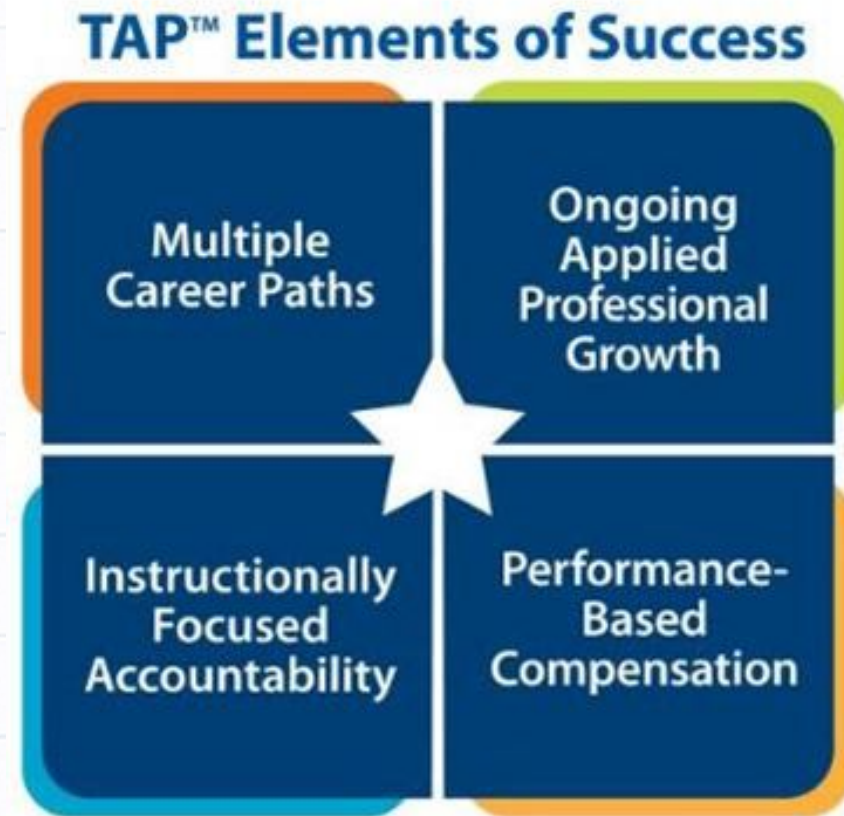 TAP™ Elements of Success
Multiple
Career Paths
Ongoing
Applied
Professional
Growth
Instructionally
Focused
Accountability
Performance-
Based
Compensation